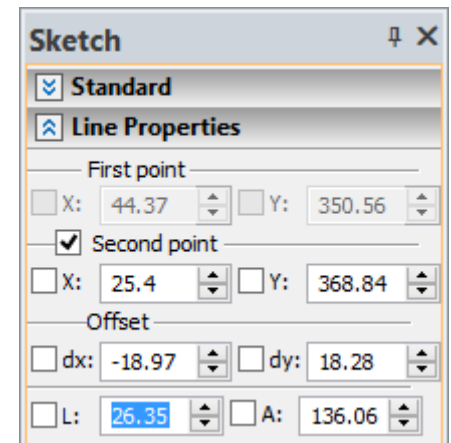 Sketch
Standard
Line Properties
First point
X: 44.37 Y: 350.56
Second point
X: 25.4 Y: 368.84
Offset
dx: -18.97 dy: 18.28
L: 26.35 A: 136.06